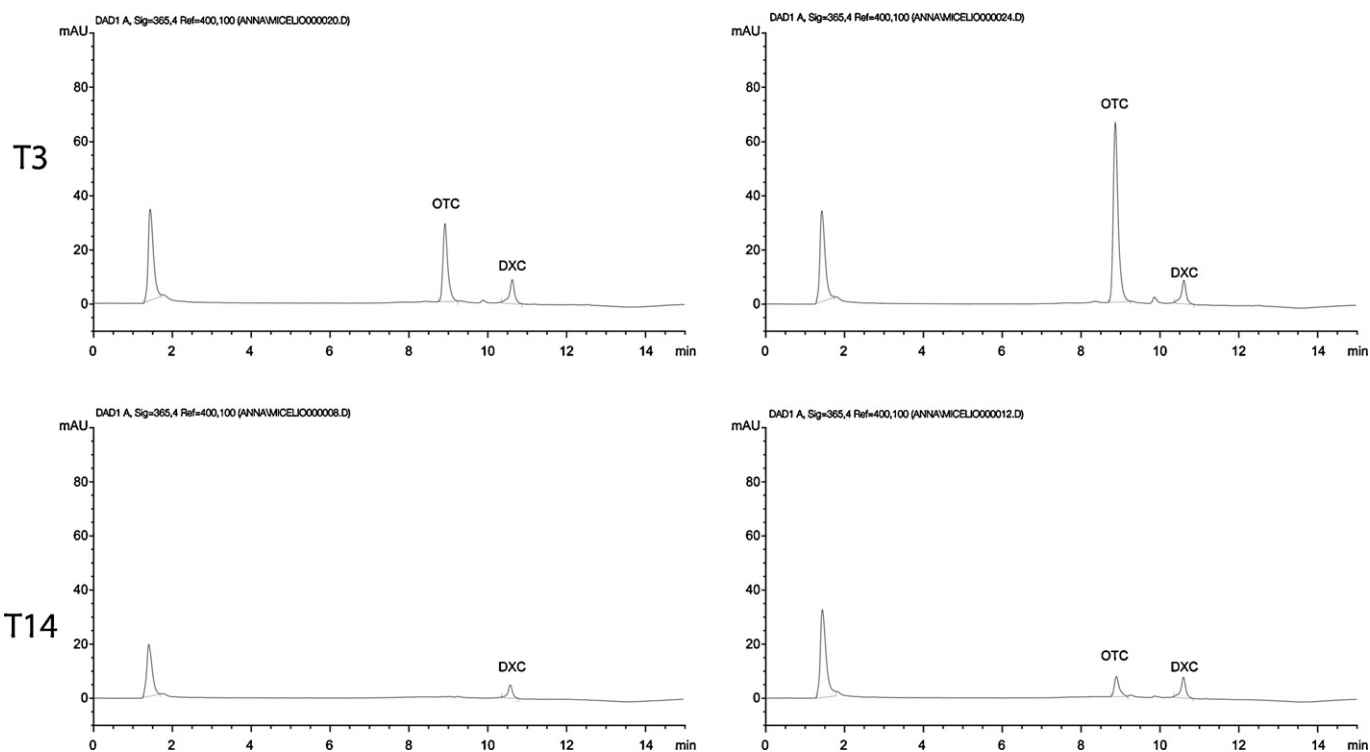 DAD1 A, Sig=365,4 Ref=400,100 (ANNA\MICELIO000020.D)
mAU
80
60
40
20
0
OTC
DXC
0 2 4 6 8 10 12 14 min
DAD1 A, Sig=365,4 Ref=400,100 (ANNA\MICELIO000024.D)
mAU
80
60
40
20
0
OTC
DXC
0 2 4 6 8 10 12 14 min
T3
DAD1 A, Sig=365,4 Ref=400,100 (ANNA\MICELIO000008.D)
mAU
80
60
40
20
0
DXC
0 2 4 6 8 10 12 14 min
DAD1 A, Sig=365,4 Ref=400,100 (ANNA\MICELIO000012.D)
mAU
80
60
40
20
0
OTC
DXC
0 2 4 6 8 10 12 14 min
T14